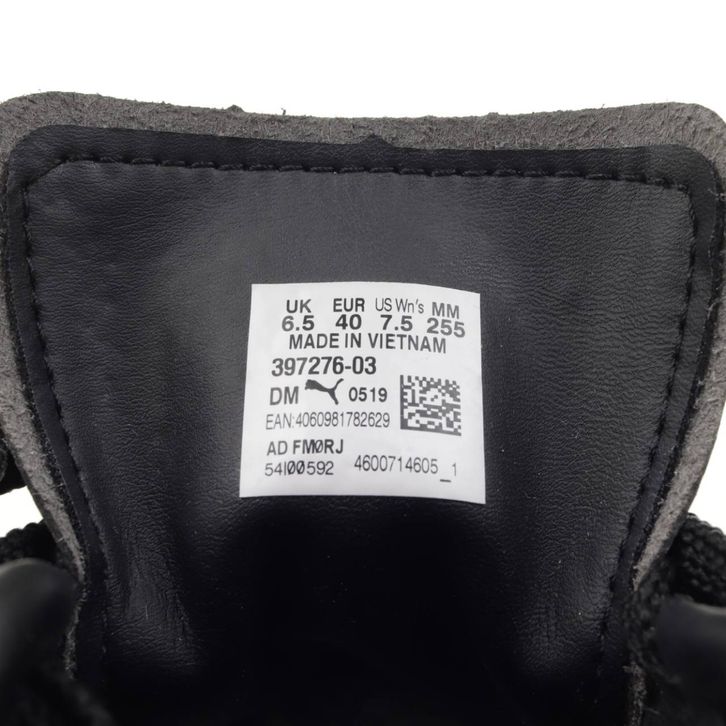 UK EUR US Wn's MM
6.5 40 7.5 255
MADE IN VIETNAM
397276-03
DM 0519
EAN:4060981782629
AD FMØRJ
54I00592 4600714605_1